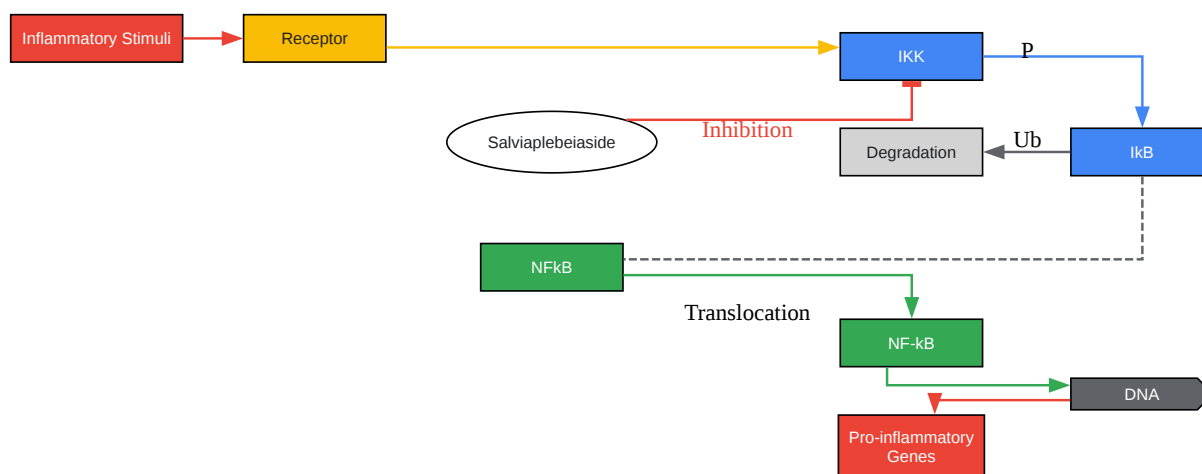 Inflammatory Stimuli
Receptor
IKK
P
Salviaplebeiaside
Inhibition
Degradation
Ub
IkB
NFkB
Translocation
NF-kB
DNA
Pro-inflammatory
Genes